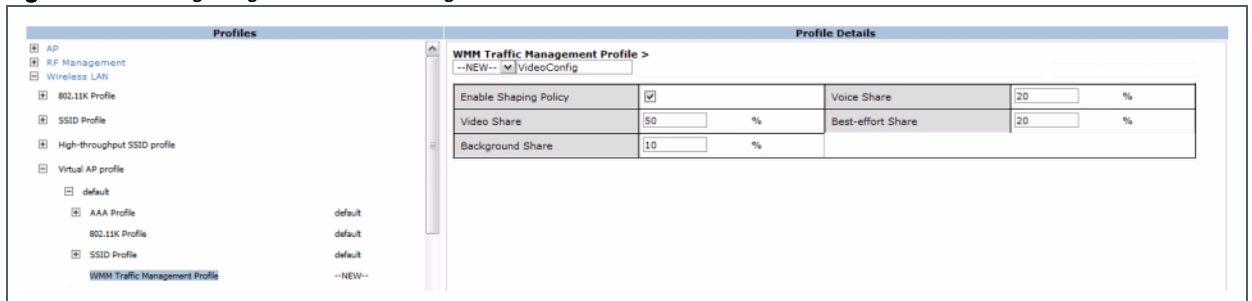 Profiles
AP
RF Management
Wireless LAN
802.11K Profile
SSID Profile
High-throughput SSID profile
Virtual AP profile
default
AAA Profile default
802.11K Profile default
SSID Profile default
WMM Traffic Management Profile --NEW--
Profile Details
WMM Traffic Management Profile >
--NEW-- VideoConfig
Enable Shaping Policy Voice Share 20 %
Video Share 50 % Best-effort Share 20 %
Background Share 10 %